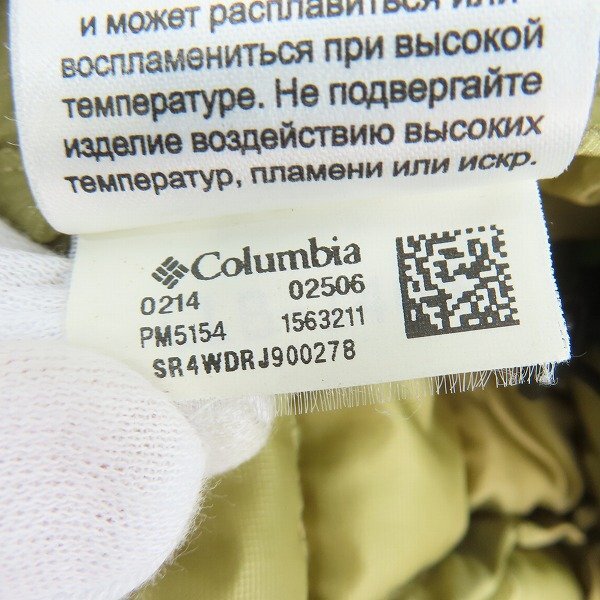 и может расплавиться или
воспламениться при высокой
температуре. Не подвергайте
изделие воздействию высоких
температур, пламени или искр.
Columbia
0214 02506
PM5154 1563211
SR4WDRJ900278